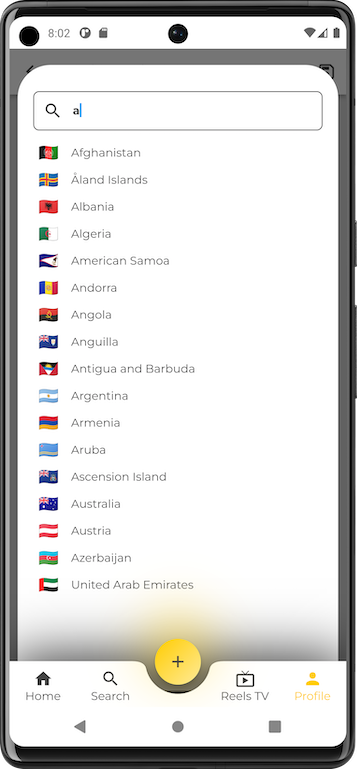 8:02
a
Afghanistan
Åland Islands
Albania
Algeria
American Samoa
Andorra
Angola
Anguilla
Antigua and Barbuda
Argentina
Armenia
Aruba
Ascension Island
Australia
Austria
Azerbaijan
United Arab Emirates
+
Home Search Reels TV Profile